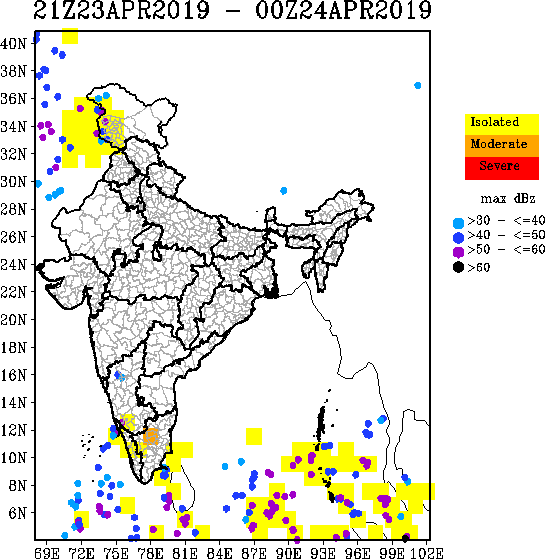 21Z23APR2019 - 00Z24APR2019
40N
38N
36N
34N
32N
30N
28N
26N
24N
22N
20N
18N
16N
14N
12N
10N
8N
6N
69E 72E 75E 78E 81E 84E 87E 90E 93E 96E 99E 102E
Isolated
Moderate
Severe
max dBz
>30 - <=40
>40 - <=50
>50 - <=60
>60